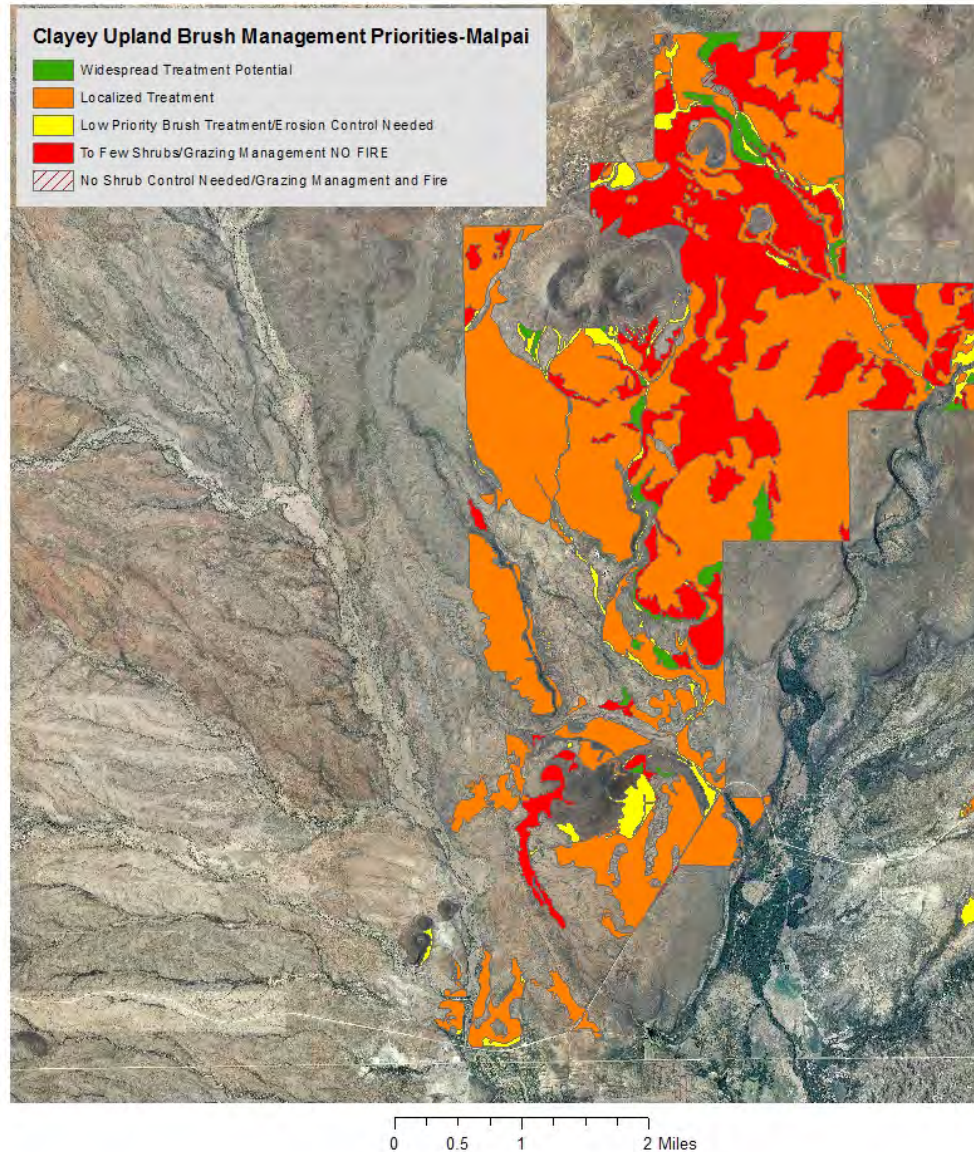 Clayey Upland Brush Management Priorities-Malpai
Widespread Treatment Potential
Localized Treatment
Low Priority Brush Treatment/Erosion Control Needed
To Few Shrubs/Grazing Management NO FIRE
No Shrub Control Needed/Grazing Managment and Fire
0 0.5 1 2 Miles